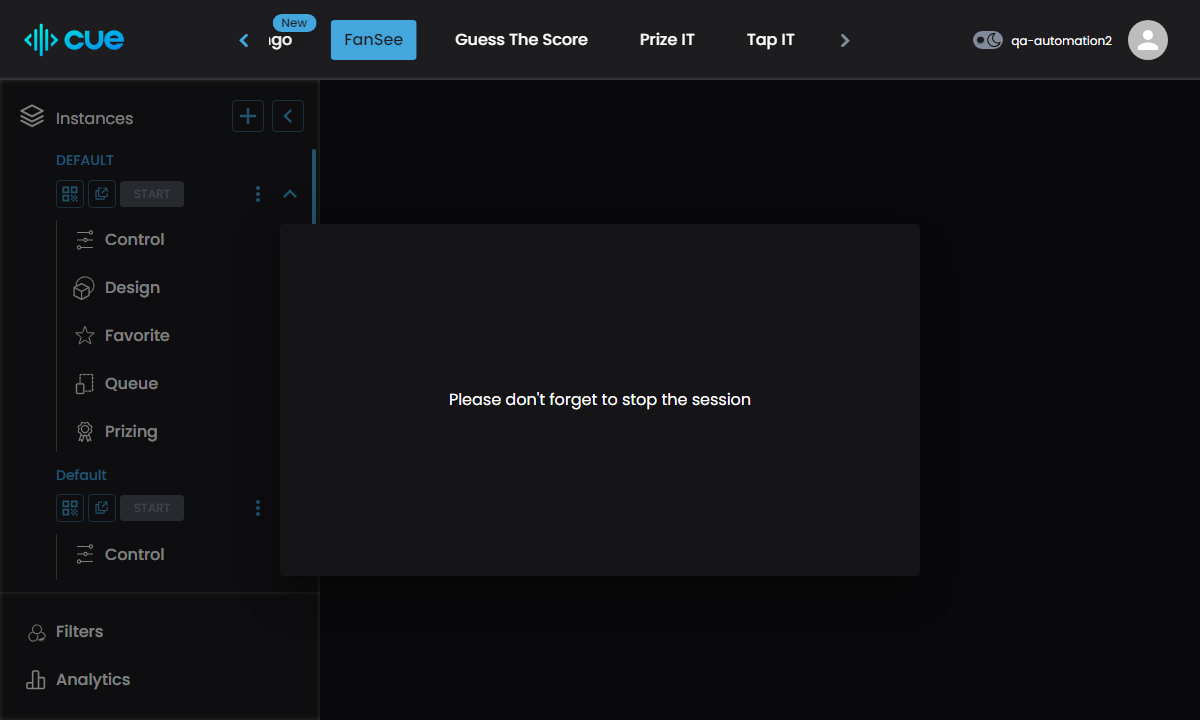 cue
New
ngo
FanSee
Guess The Score
Prize IT
Tap IT
qa-automation2
Instances
DEFAULT
START
Control
Design
Favorite
Queue
Prizing
Default
START
Control
Filters
Analytics
Please don't forget to stop the session